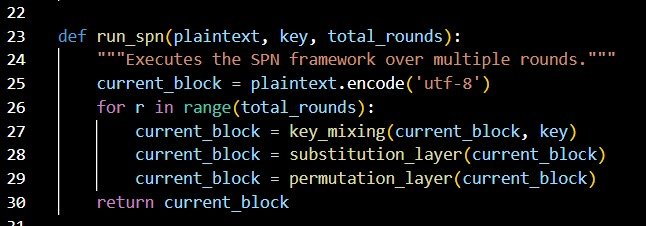 22
23 def run_spn(plaintext, key, total_rounds):
24     """Executes the SPN framework over multiple rounds."""
25     current_block = plaintext.encode('utf-8')
26     for r in range(total_rounds):
27         current_block = key_mixing(current_block, key)
28         current_block = substitution_layer(current_block)
29         current_block = permutation_layer(current_block)
30     return current_block
31